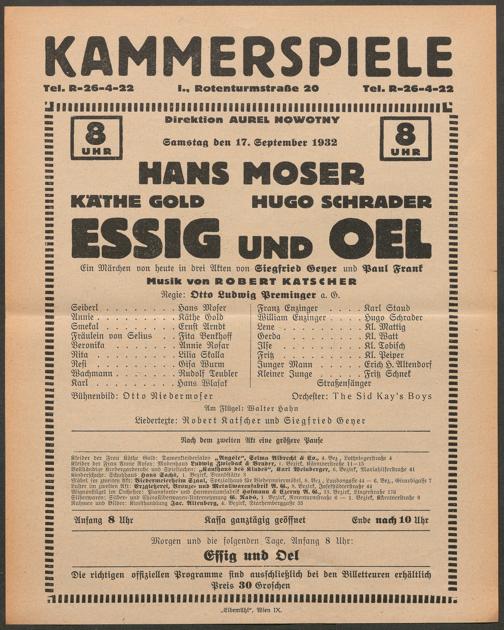 KAMMERSPIELE
Tel. R-26-4-22 I., Rotenturmstraße 20 Tel. R-26-4-22
Direktion AUREL NOWOTNY
8 UHR
Samstag den 17. September 1932
8 UHR
HANS MOSER
KÄTHE GOLD HUGO SCHRADER
ESSIG UND OEL
Ein Märchen von heute in drei Akten von Siegfried Geyer und Paul Frank
Musik von ROBERT KATSCHER
Regie: Otto Ludwig Preminger a. G.
Seiberl . . . . . Hans Moser
Annie . . . . . Käthe Gold
Smekal . . . . . Ernst Arndt
Fräulein von Selius . . Fita Benkhoff
Veronika . . . . . Annie Rosar
Rita . . . . . Lilia Skalla
Resi . . . . . Gisa Wurm
Wachmann . . . . . Rudolf Teubler
Karl . . . . . Hans Wlasak
Franz Enzinger . . . . . Karl Staud
William Enzinger . . . . . Hugo Schrader
Lene . . . . . Kl. Mattig
Gerda . . . . . Kl. Watt
Ilse . . . . . Kl. Tobisch
Fritz . . . . . Kl. Peiper
Junger Mann . . . . . Erich H. Altendorf
Kleiner Junge . . . . . Fritz Schnek
Straßensänger
Bühnenbild: Otto Niedermoser Orchester: The Sid Kay's Boys
Am Flügel: Walter Hahn
Liedertexte: Robert Katscher und Siegfried Geyer
Nach dem zweiten Akt eine größere Pause
Anfang 8 Uhr Kassa ganztägig geöffnet Ende nach 10 Uhr
Morgen und die folgenden Tage, Anfang 8 Uhr:
Essig und Oel
Die richtigen offiziellen Programme sind ausschließlich bei den Billetteuren erhältlich
Preis 30 Groschen
„Elbemühl“, Wien IX.